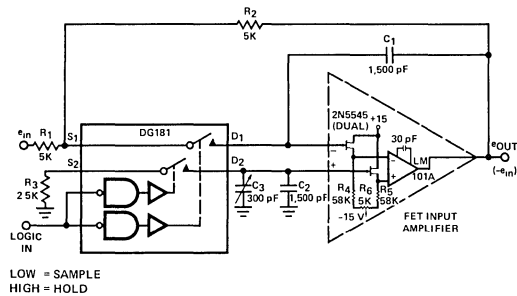 R2
5K
C1
1,500 pF
ein
R1
5K
S1
DG181
D1
2N5545
(DUAL)
+15
30 pF
eOUT
(-ein)
S2
D2
R3
25K
C3
300 pF
C2
1,500 pF
−
+
−
+
LM
101A
R4
58K
R6
5K
R5
58K
−15 V
FET INPUT
AMPLIFIER
LOGIC
IN
LOW = SAMPLE
HIGH = HOLD